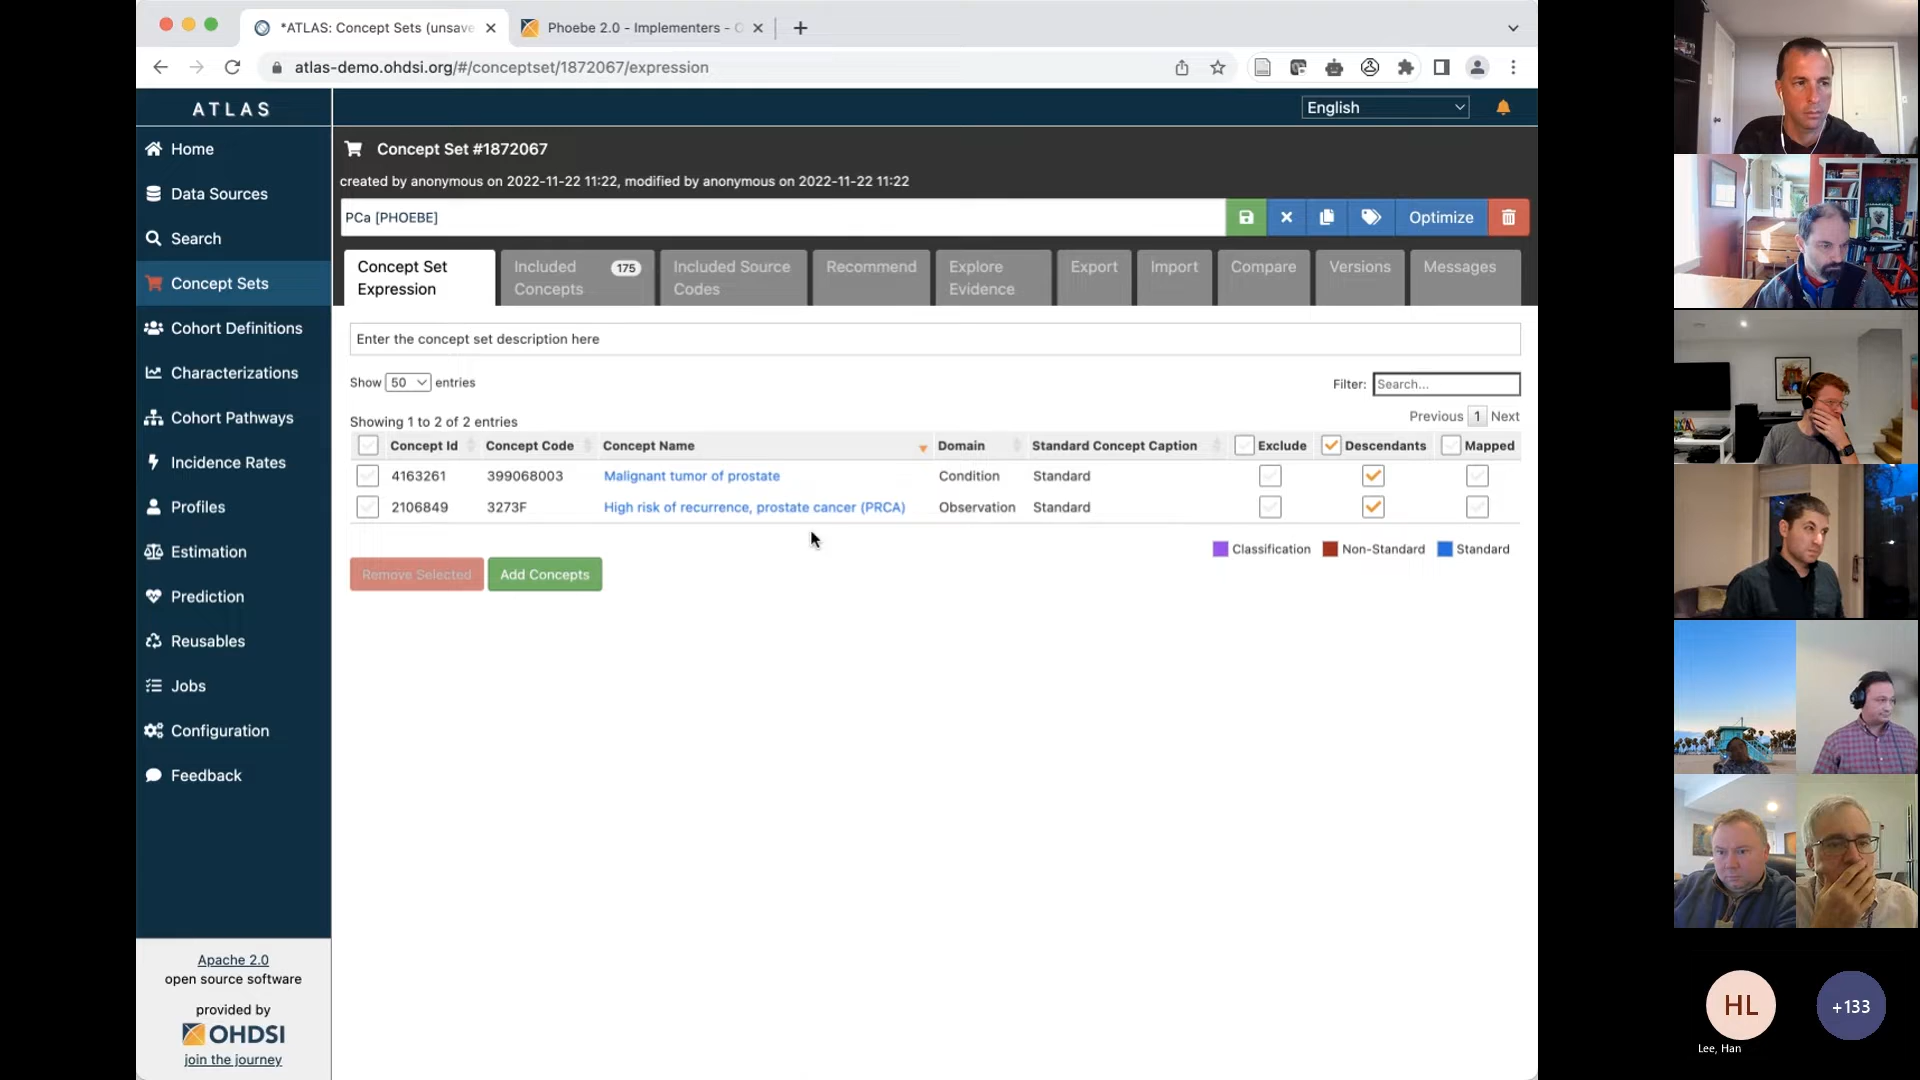 *ATLAS: Concept Sets (unsave
Phoebe 2.0 - Implementers - O
atlas-demo.ohdsi.org/#/conceptset/1872067/expression
ATLAS
English
Home
Data Sources
Search
Concept Sets
Cohort Definitions
Characterizations
Cohort Pathways
Incidence Rates
Profiles
Estimation
Prediction
Reusables
Jobs
Configuration
Feedback
Apache 2.0
open source software
provided by
OHDSI
join the journey
Concept Set #1872067
created by anonymous on 2022-11-22 11:22, modified by anonymous on 2022-11-22 11:22
PCa [PHOEBE]
Optimize
Concept Set Expression
Included Concepts 175
Included Source Codes
Recommend
Explore Evidence
Export
Import
Compare
Versions
Messages
Enter the concept set description here
Show 50 entries
Filter: Search...
Showing 1 to 2 of 2 entries
Previous 1 Next
Concept Id Concept Code Concept Name Domain Standard Concept Caption Exclude Descendants Mapped
4163261 399068003 Malignant tumor of prostate Condition Standard
2106849 3273F High risk of recurrence, prostate cancer (PRCA) Observation Standard
Classification Non-Standard Standard
Remove Selected Add Concepts
HL
Lee, Han
+133